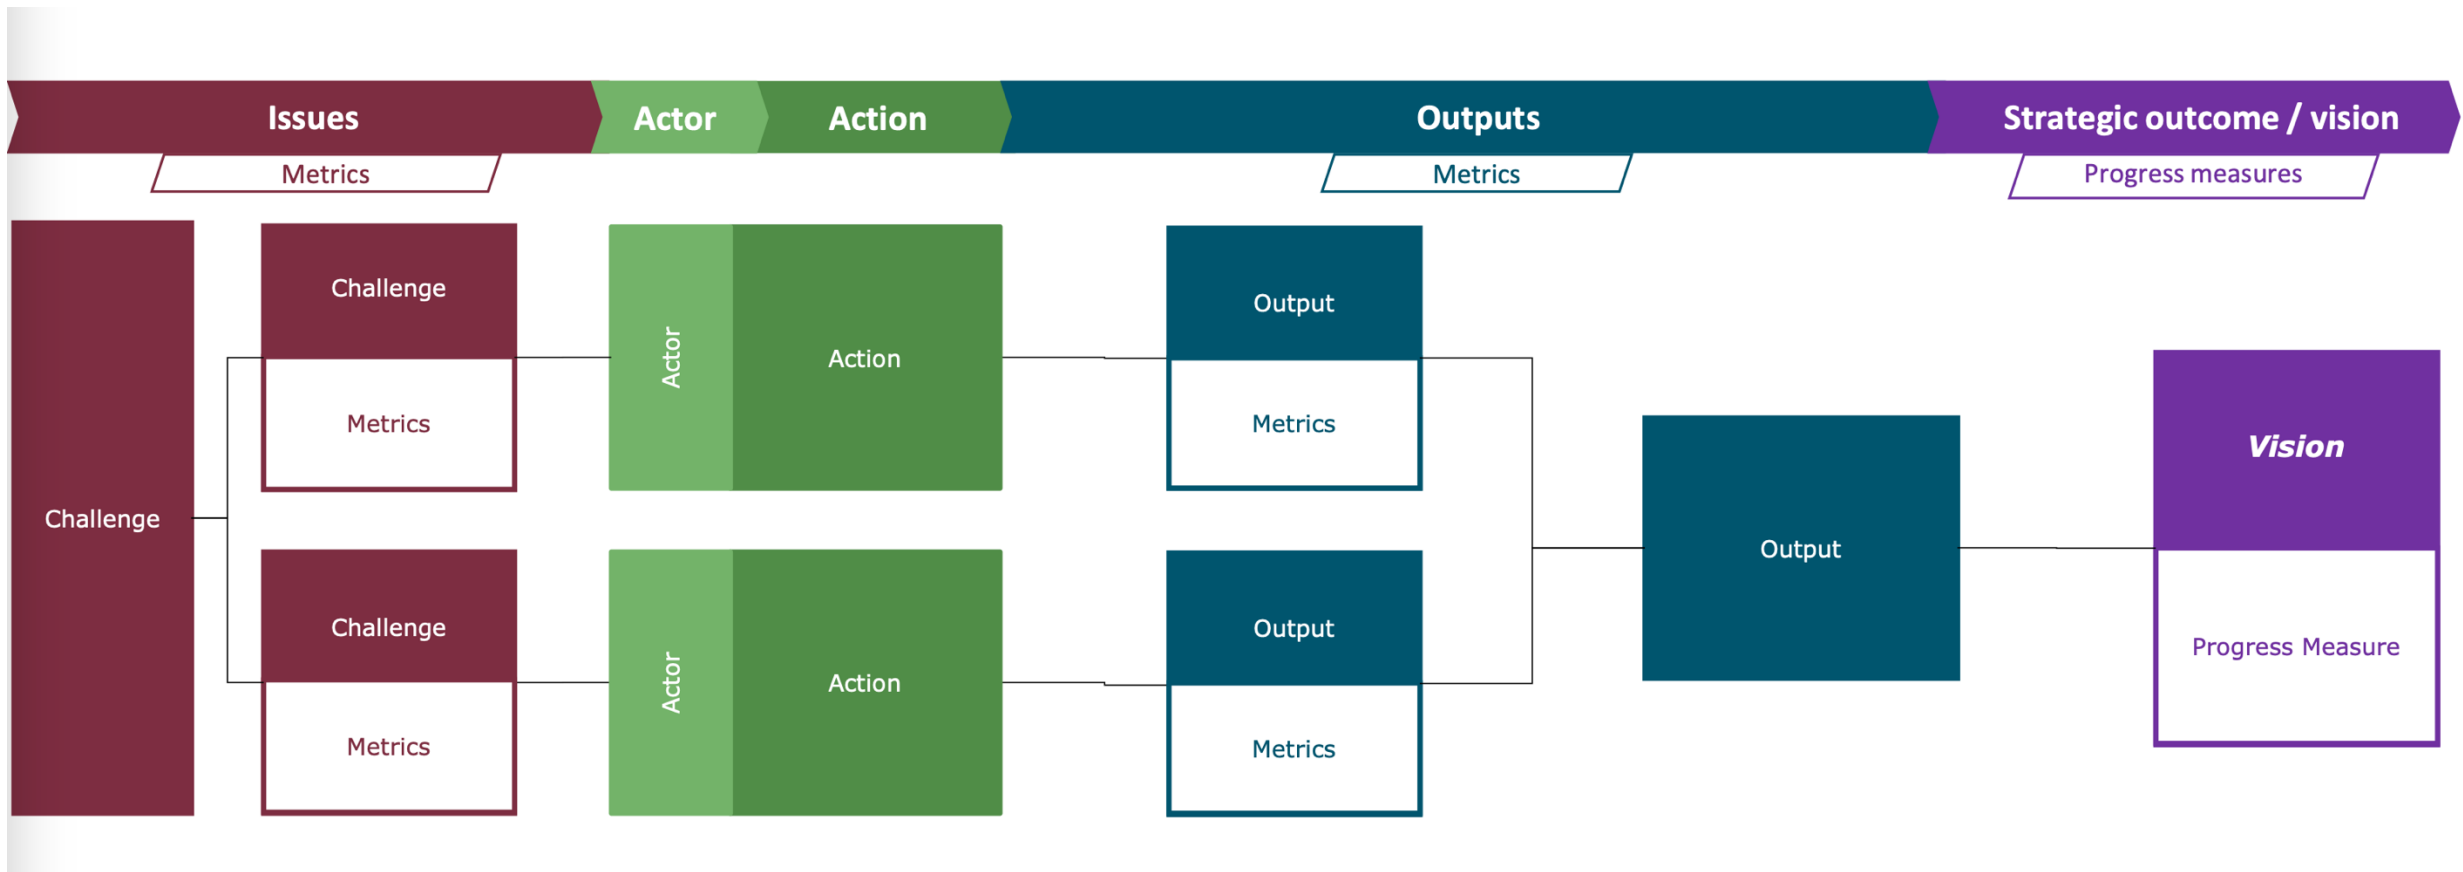 Issues
Actor
Action
Outputs
Strategic outcome / vision
Metrics
Metrics
Progress measures
Challenge
Challenge
Metrics
Actor
Action
Output
Metrics
Challenge
Metrics
Actor
Action
Output
Metrics
Output
Vision
Progress Measure